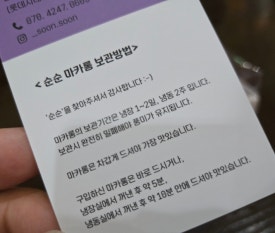 070. 4247.
_soon.soon
< 순순 마카롱 보관방법>
'순순'을 찾아주셔서 감사합니다 :-)
마카롱의 보관기간은 냉장 1~2일, 냉동 2주 입니다.
보관시 완전히 밀폐해야 풍미가 유지됩니다.
마카롱은 차갑게 드셔야 가장 맛있습니다.
구입하신 마카롱은 바로 드시거나,
냉장실에서 꺼낸 후 약 5분,
냉동실에서 꺼낸 후 약 10분 안에 드셔야 맛있습니다.